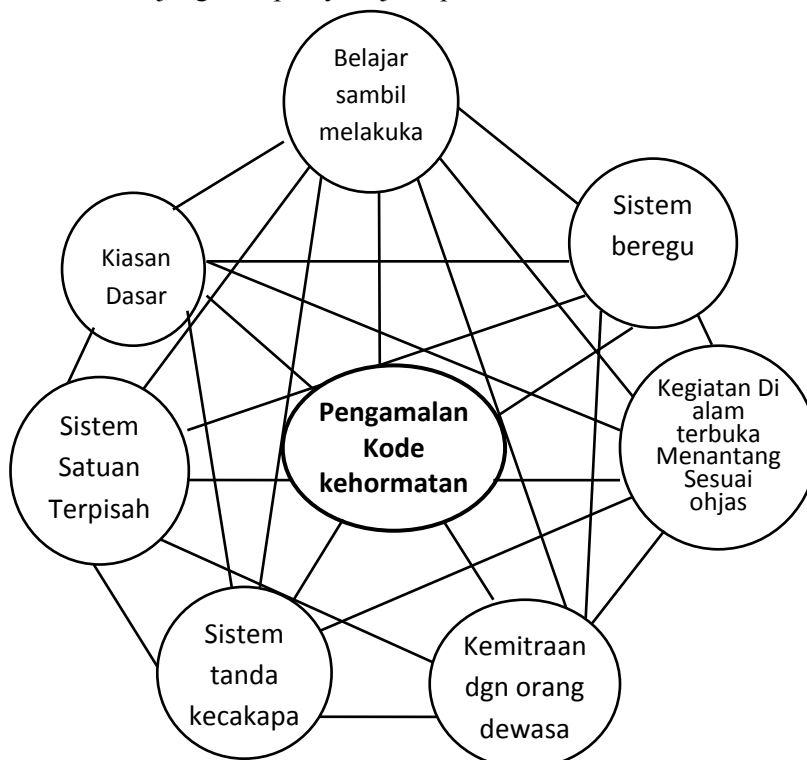 Belajar
sambil
melakuka
Sistem
beregu
Kiasan
Dasar
Kegiatan Di
alam
terbuka
Menantang
Sesuai
ohjas
Pengamalan
Kode
kehormatan
Sistem
Satuan
Terpisah
Sistem
tanda
kecakapa
Kemitraan
dgn orang
dewasa